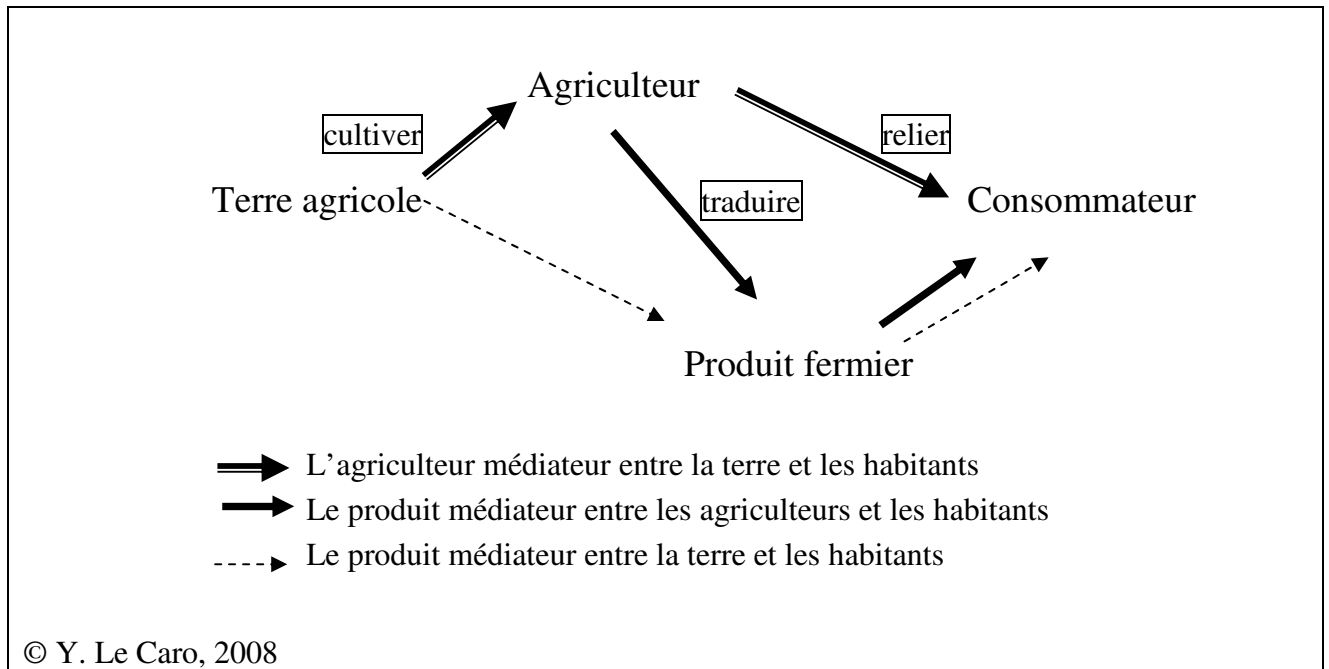 Agriculteur
cultiver
relier
Terre agricole
traduire
Consommateur
Produit fermier
L’agriculteur médiateur entre la terre et les habitants
Le produit médiateur entre les agriculteurs et les habitants
Le produit médiateur entre la terre et les habitants
© Y. Le Caro, 2008